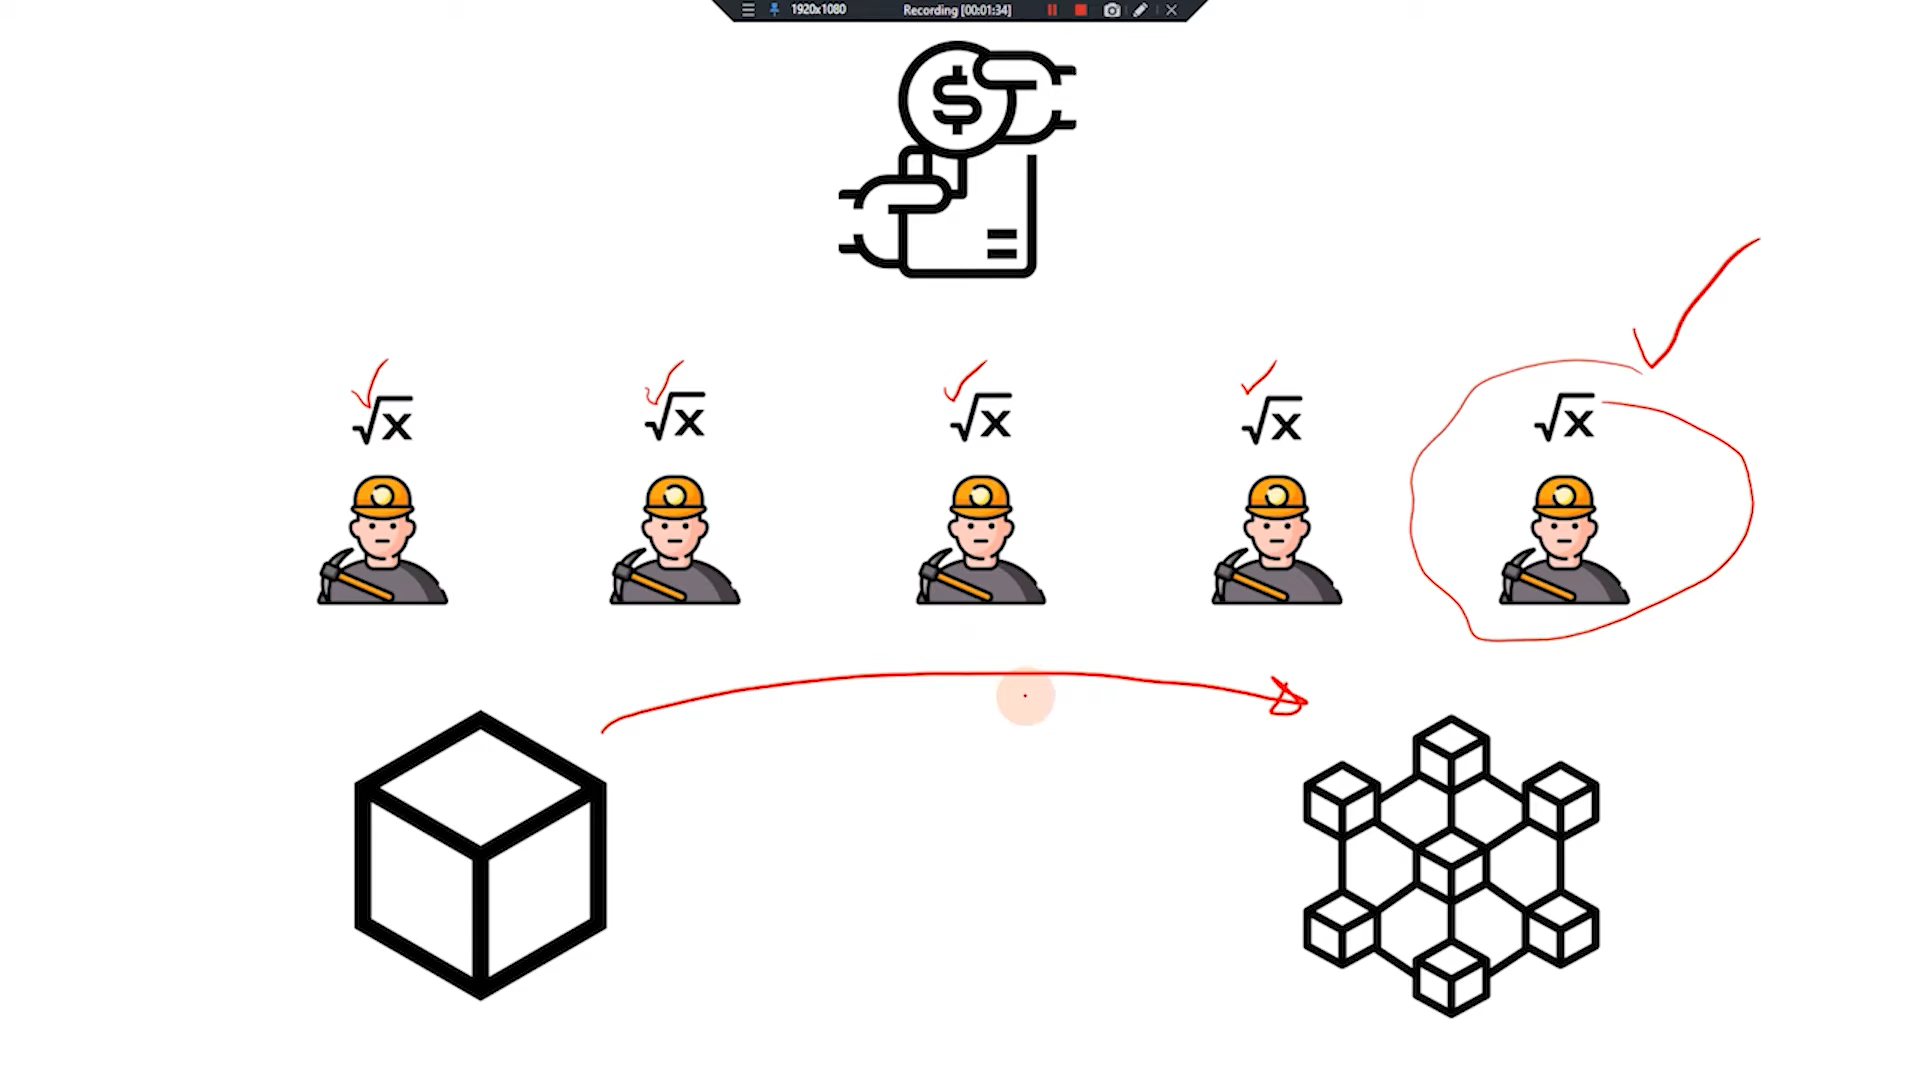 1920x1080 Recording [00:01:34]
$
√x √x √x √x √x